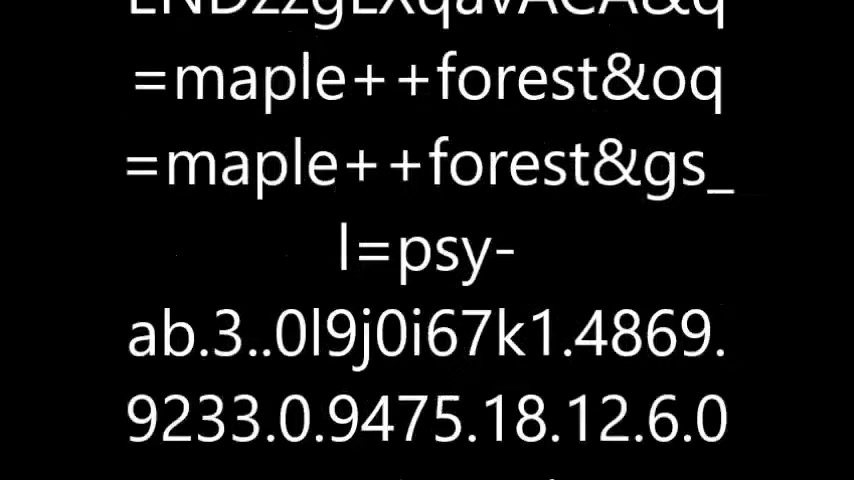 =maple++forest&oq
=maple++forest&gs_
l=psy-
ab.3..0l9j0i67k1.4869.
9233.0.9475.18.12.6.0